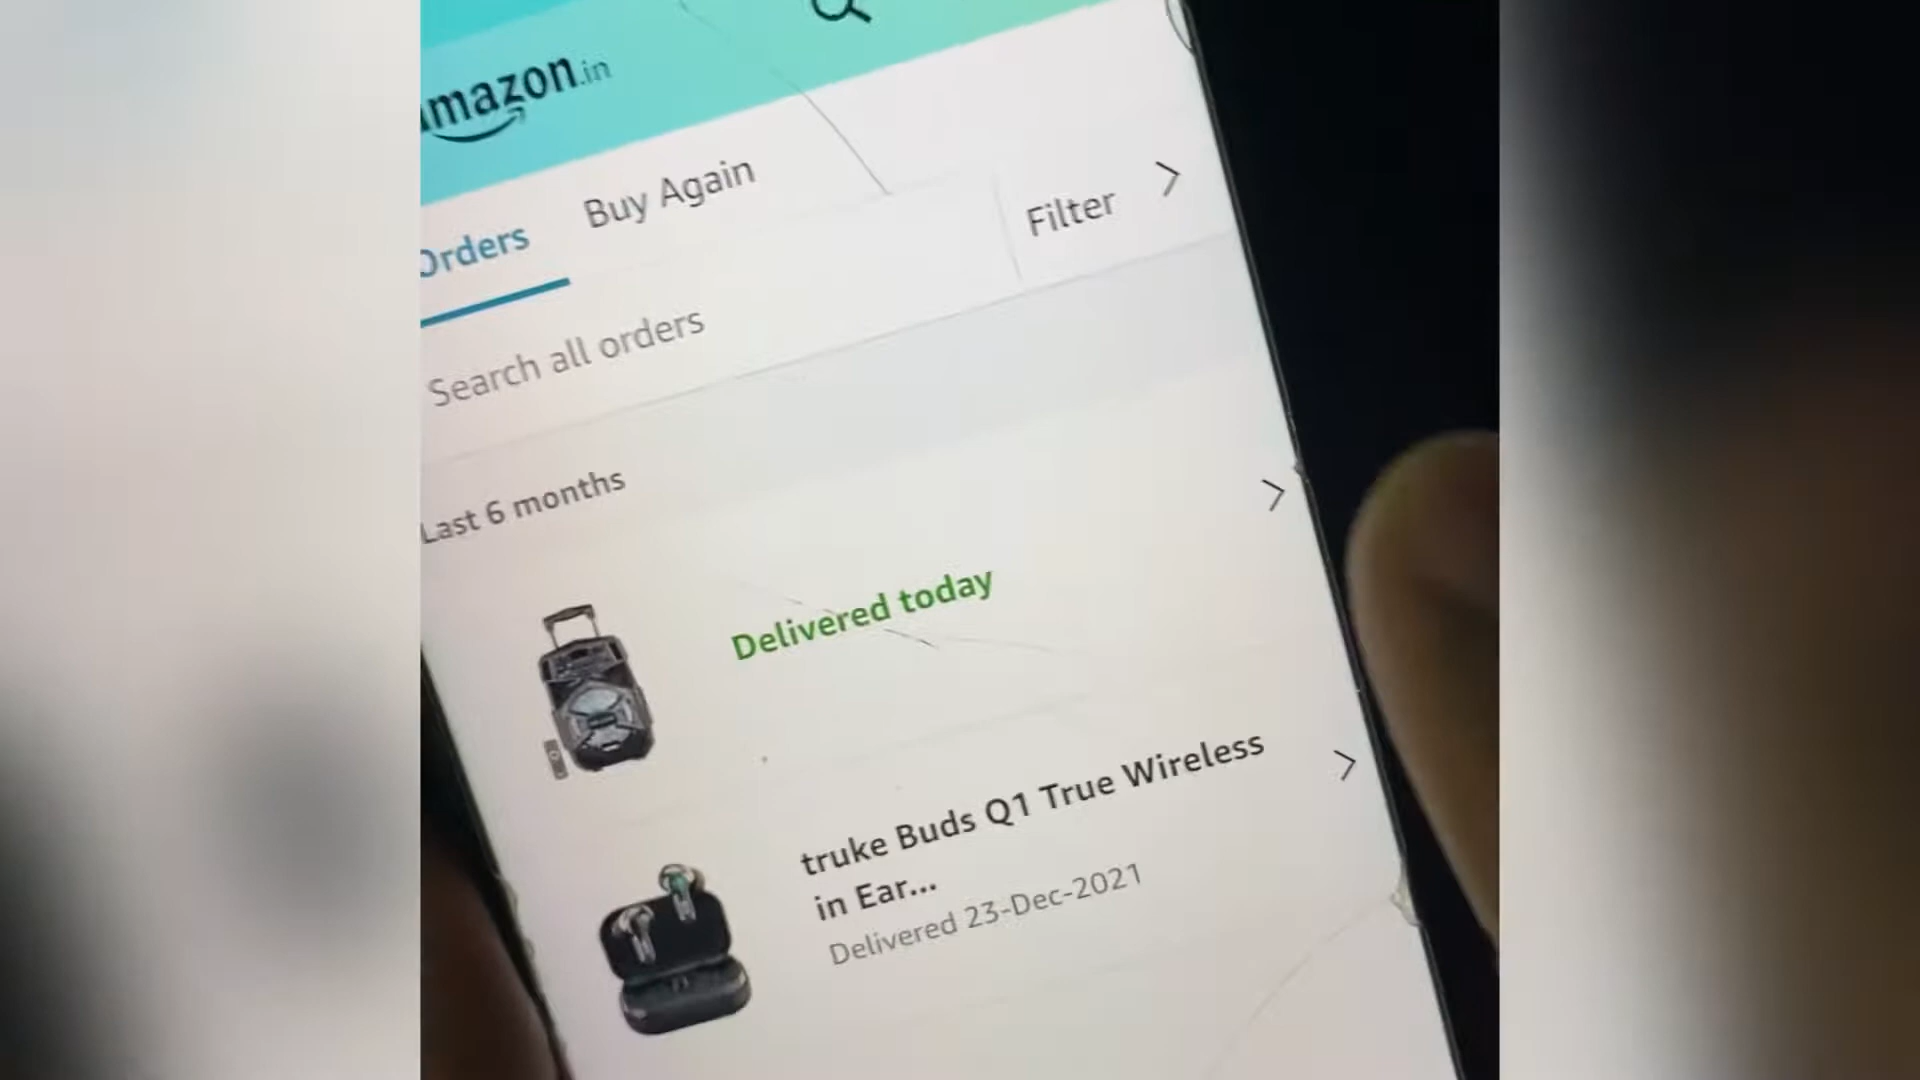 amazon.in
Orders
Buy Again
Search all orders
Filter
Last 6 months
Delivered today
truke Buds Q1 True Wireless
in Ear...
Delivered 23-Dec-2021